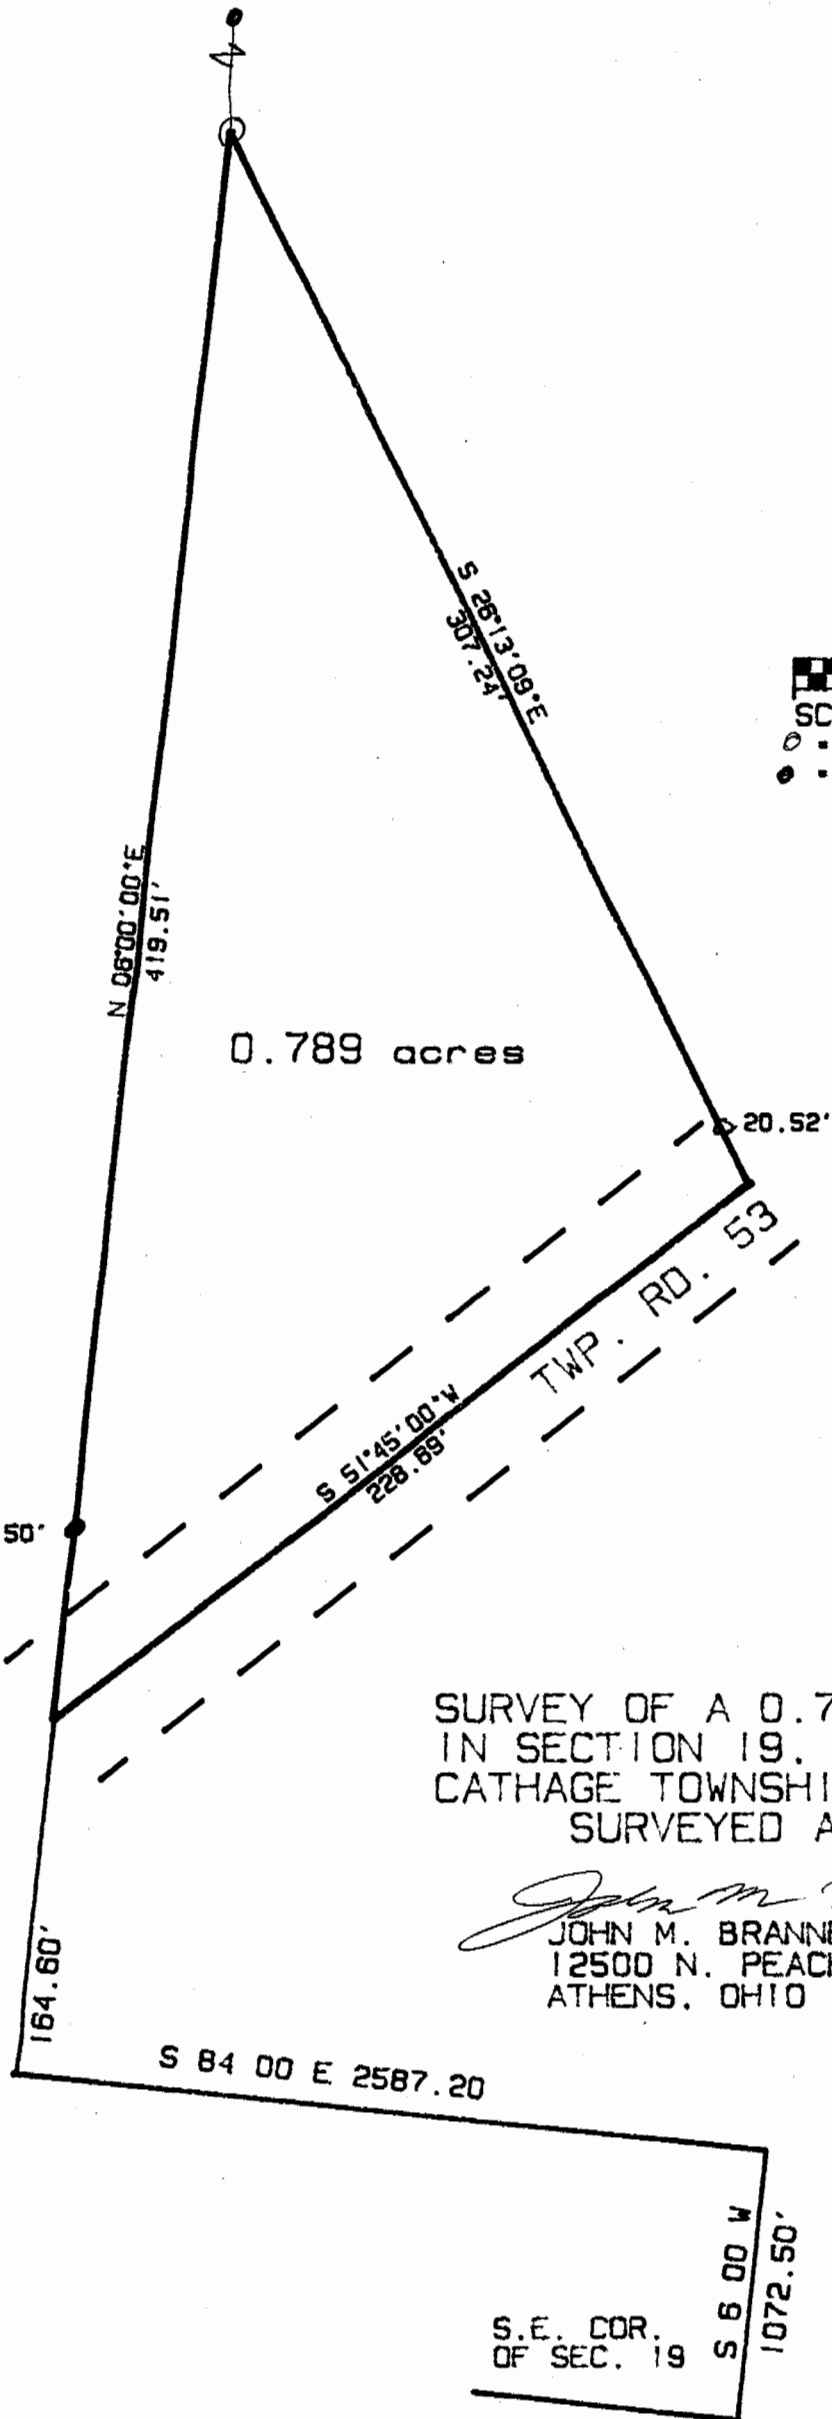 S 26°13'09"E
307.24'
SC
N 06°00'00"E
419.51'
0.789 acres
20.52'
TWP. RD. 53
S 51°45'00"W
228.89'
50'
SURVEY OF A 0.7
IN SECTION 19.
CATHAGE TOWNSHI
SURVEYED A
JOHN M. BRANNE
12500 N. PEACH
ATHENS. OHIO
164.60'
S 84 00 E 2587.20
S 6 00 W
1072.50'
S.E. COR.
OF SEC. 19